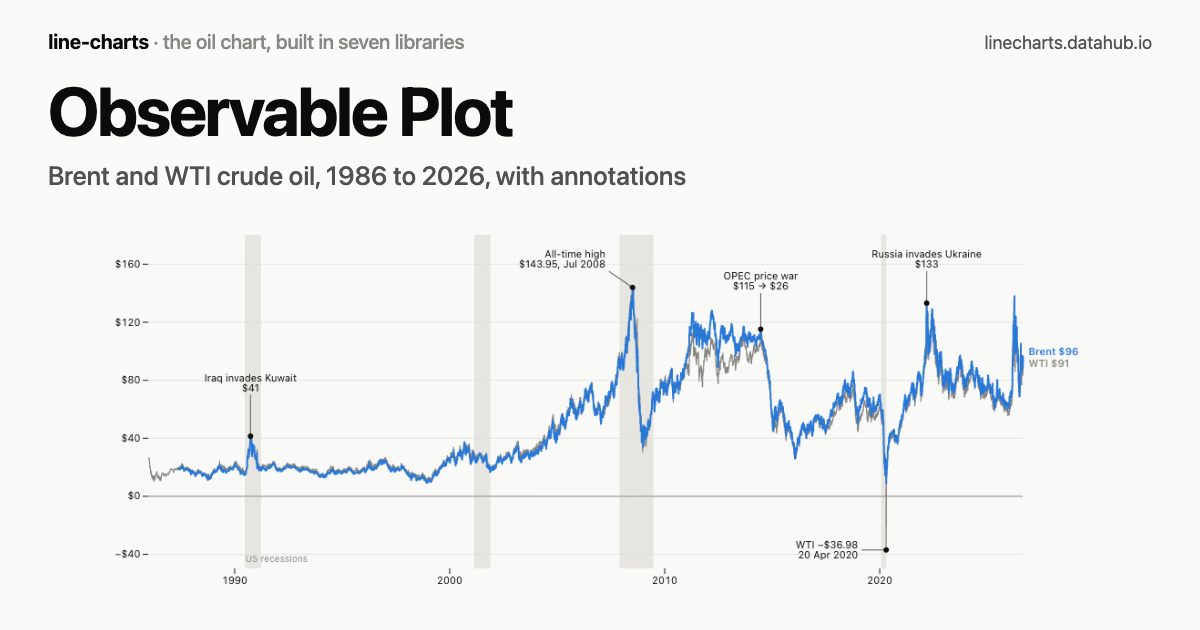 line-charts · the oil chart, built in seven libraries
linecharts.datahub.io
Observable Plot
Brent and WTI crude oil, 1986 to 2026, with annotations
All-time high
$143.95, Jul 2008
Russia invades Ukraine
$133
$160
OPEC price war
$115 → $26
$120
Brent $96
WTI $91
Iraq invades Kuwait
$41
$80
$40
$0
WTI −$36.98
20 Apr 2020
−$40
US recessions
1990
2000
2010
2020